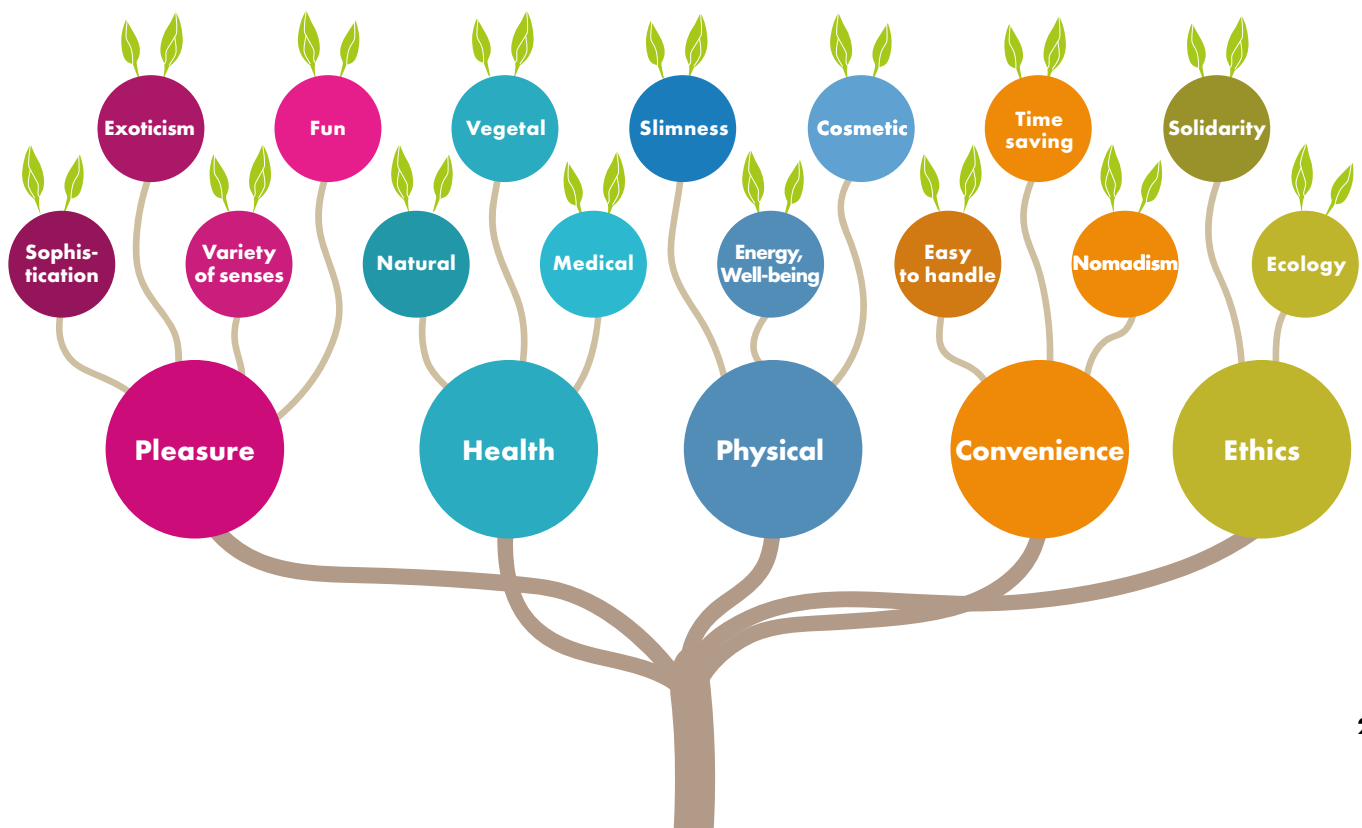 Exoticism
Fun
Vegetal
Slimness
Cosmetic
Time
saving
Solidarity
Sophis-
tication
Variety
of senses
Natural
Medical
Energy,
Well-being
Easy
to handle
Nomadism
Ecology
Pleasure
Health
Physical
Convenience
Ethics